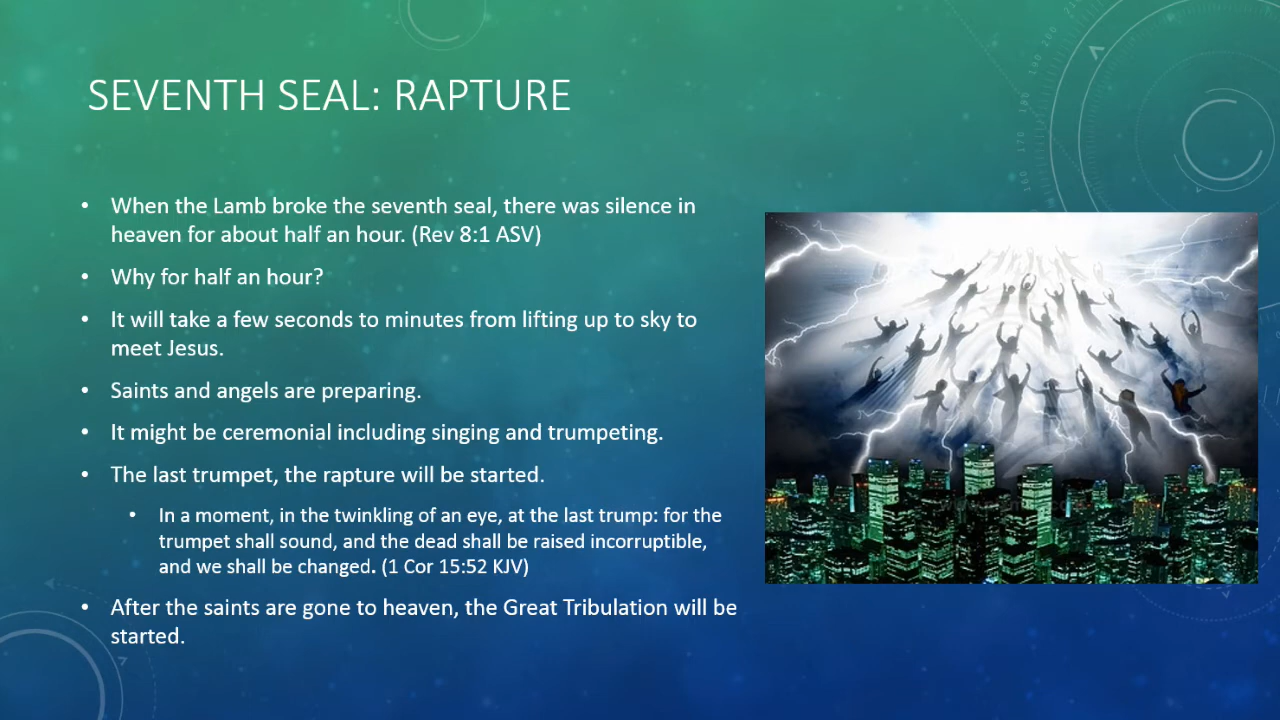 SEVENTH SEAL: RAPTURE
• When the Lamb broke the seventh seal, there was silence in
heaven for about half an hour. (Rev 8:1 ASV)
• Why for half an hour?
• It will take a few seconds to minutes from lifting up to sky to
meet Jesus.
• Saints and angels are preparing.
• It might be ceremonial including singing and trumpeting.
• The last trumpet, the rapture will be started.
• In a moment, in the twinkling of an eye, at the last trump: for the
trumpet shall sound, and the dead shall be raised incorruptible,
and we shall be changed. (1 Cor 15:52 KJV)
• After the saints are gone to heaven, the Great Tribulation will be
started.